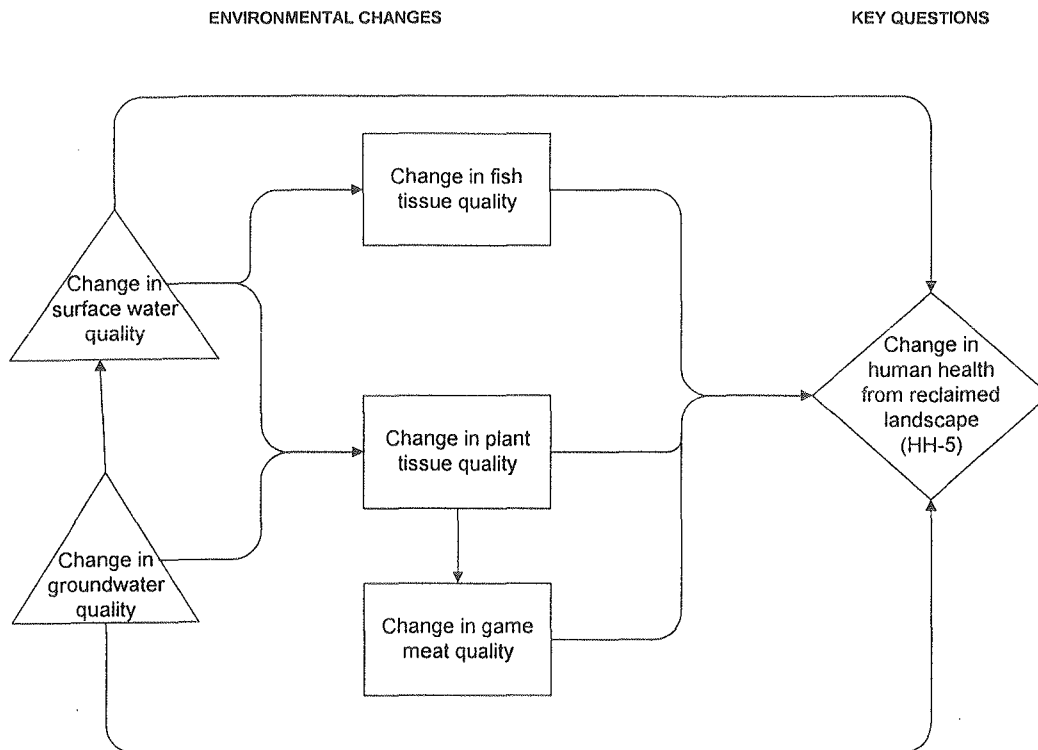 ENVIRONMENTAL CHANGES
KEY QUESTIONS
Change in fish
tissue quality
Change in
surface water
quality
Change in
human health
from reclaimed
landscape
(HH-5)
Change in plant
tissue quality
Change in
groundwater
quality
Change in game
meat quality